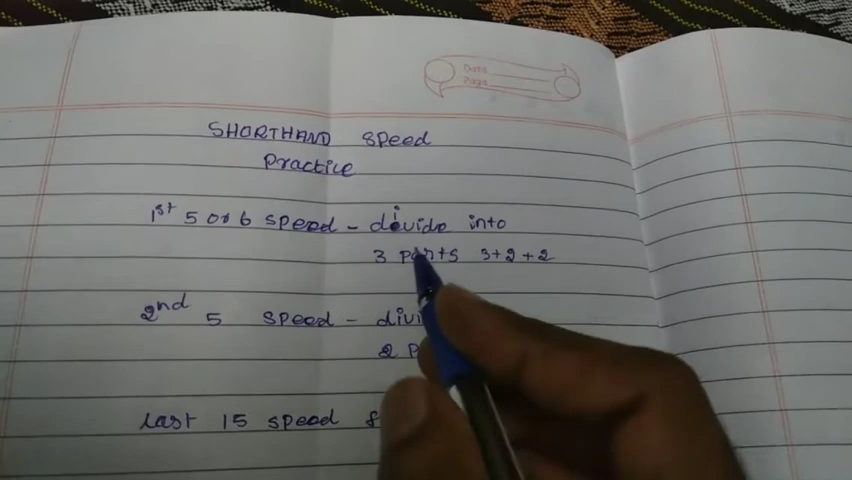 Date
Page
SHORTHAND speed
practice
1st 5 or 6 speed - divide into
3 parts 3+2+2
2nd 5 speed -
2
Last 15 speed